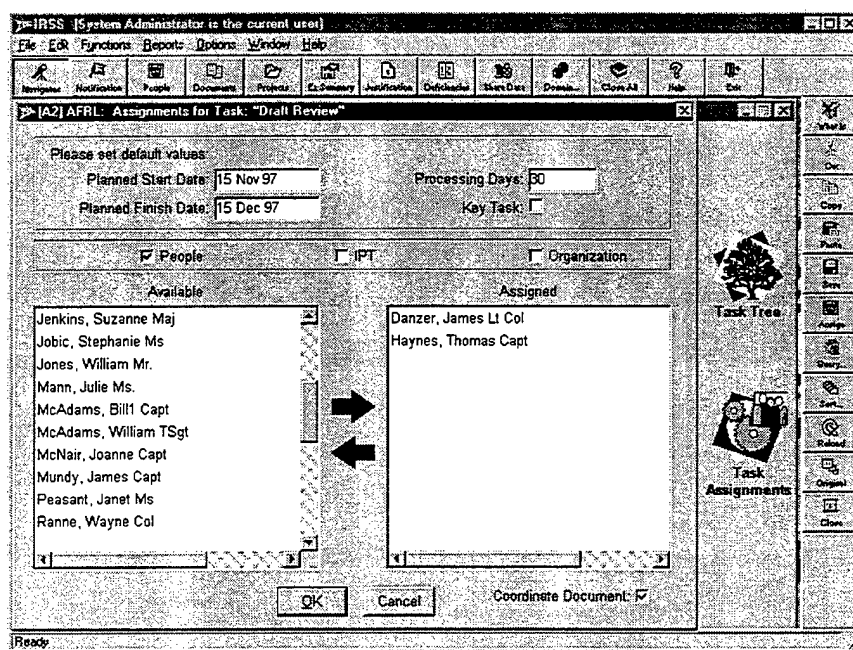 IRSS (System Administrator is the current user)
File Edit Functions Reports Options Window Help
Navigator Notification People Documents Projects Ex.Summary Justification Deficiencies Share Data Domain... Close All Help Exit
[A2] AFRL: Assignments for Task: "Draft Review"
What Is
Please set default values:
Planned Start Date: 15 Nov 97 Processing Days: 30
Planned Finish Date: 15 Dec 97 Key Task:
Copy
Paste
People IPT Organization
Save
Available Assigned
Jenkins, Suzanne Maj
Jobic, Stephanie Ms
Jones, William Mr.
Mann, Julie Ms.
McAdams, Bill1 Capt
McAdams, William TSgt
McNair, Joanne Capt
Mundy, James Capt
Peasant, Janet Ms
Ranne, Wayne Col
Danzer, James Lt Col
Haynes, Thomas Capt
Task Tree
Task
Assignments
Assign
Query...
Sort...
Reload
Original
Close
OK Cancel Coordinate Document:
Ready